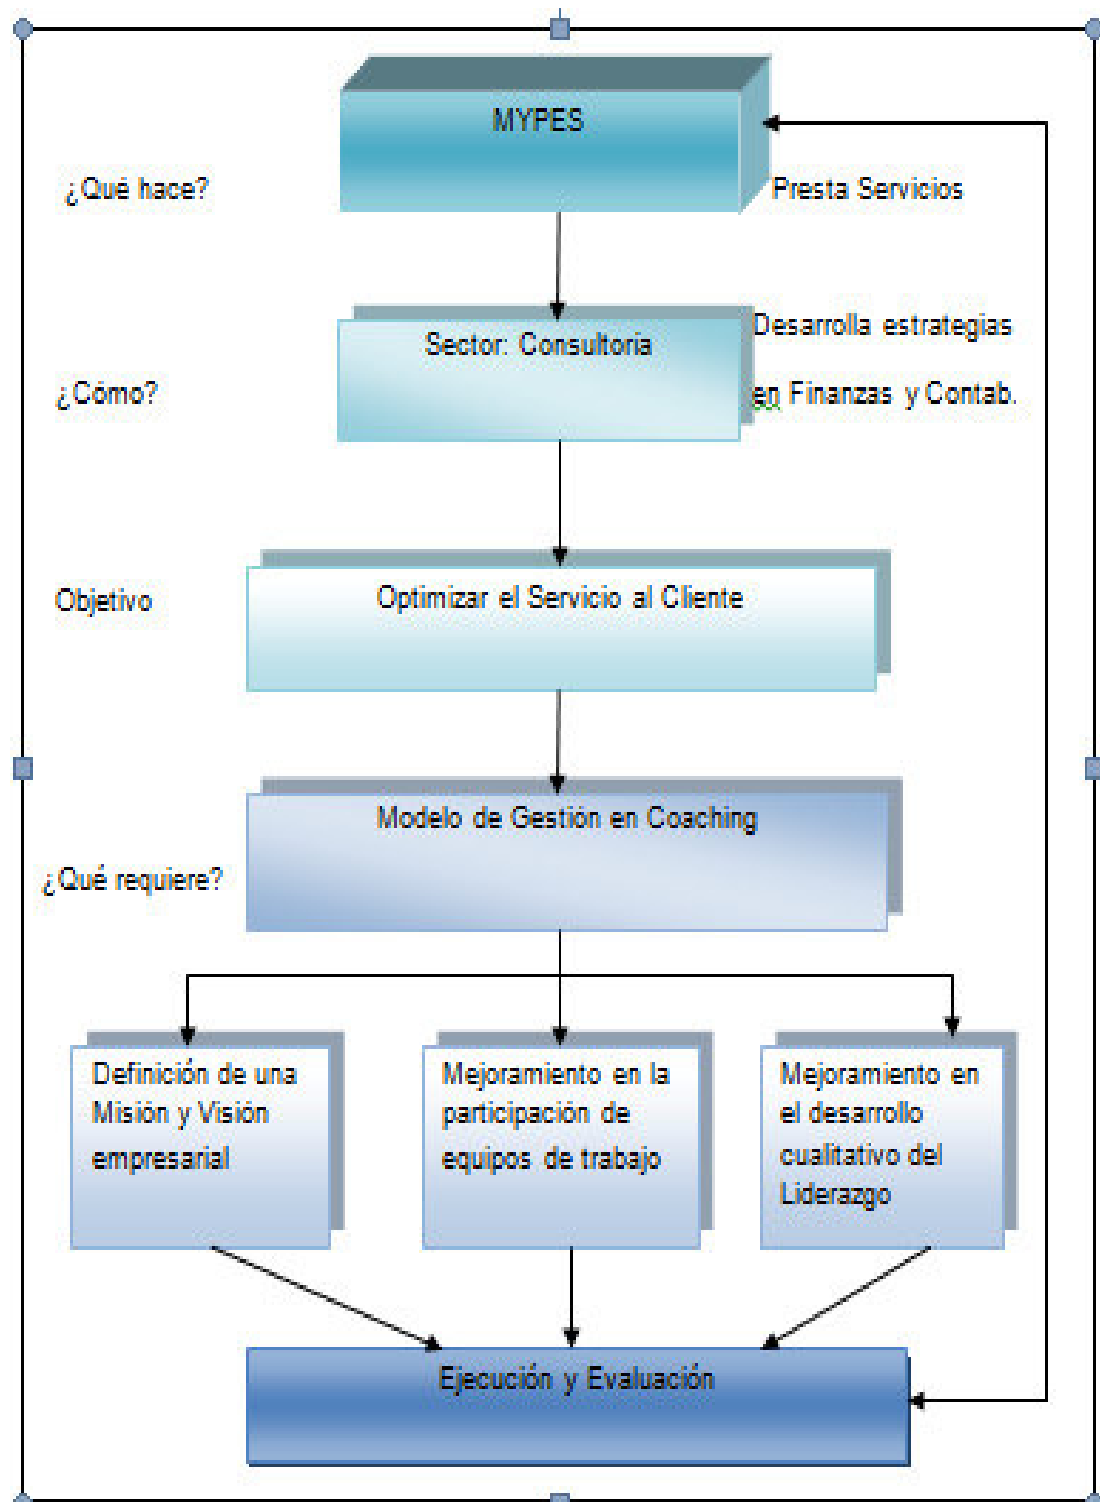 MYPES
¿Qué hace?
Presta Servicios
Sector: Consultoria
Desarrolla estrategias
¿Cómo?
en Finanzas y Contab.
Objetivo
Optimizar el Servicio al Cliente
Modelo de Gestión en Coaching
¿Qué requiere?
Definición de una
Misión y Visión
empresarial
Mejoramiento en la
participación de
equipos de trabajo
Mejoramiento en
el desarrollo
cualitativo del
Liderazgo
Ejecución y Evaluación